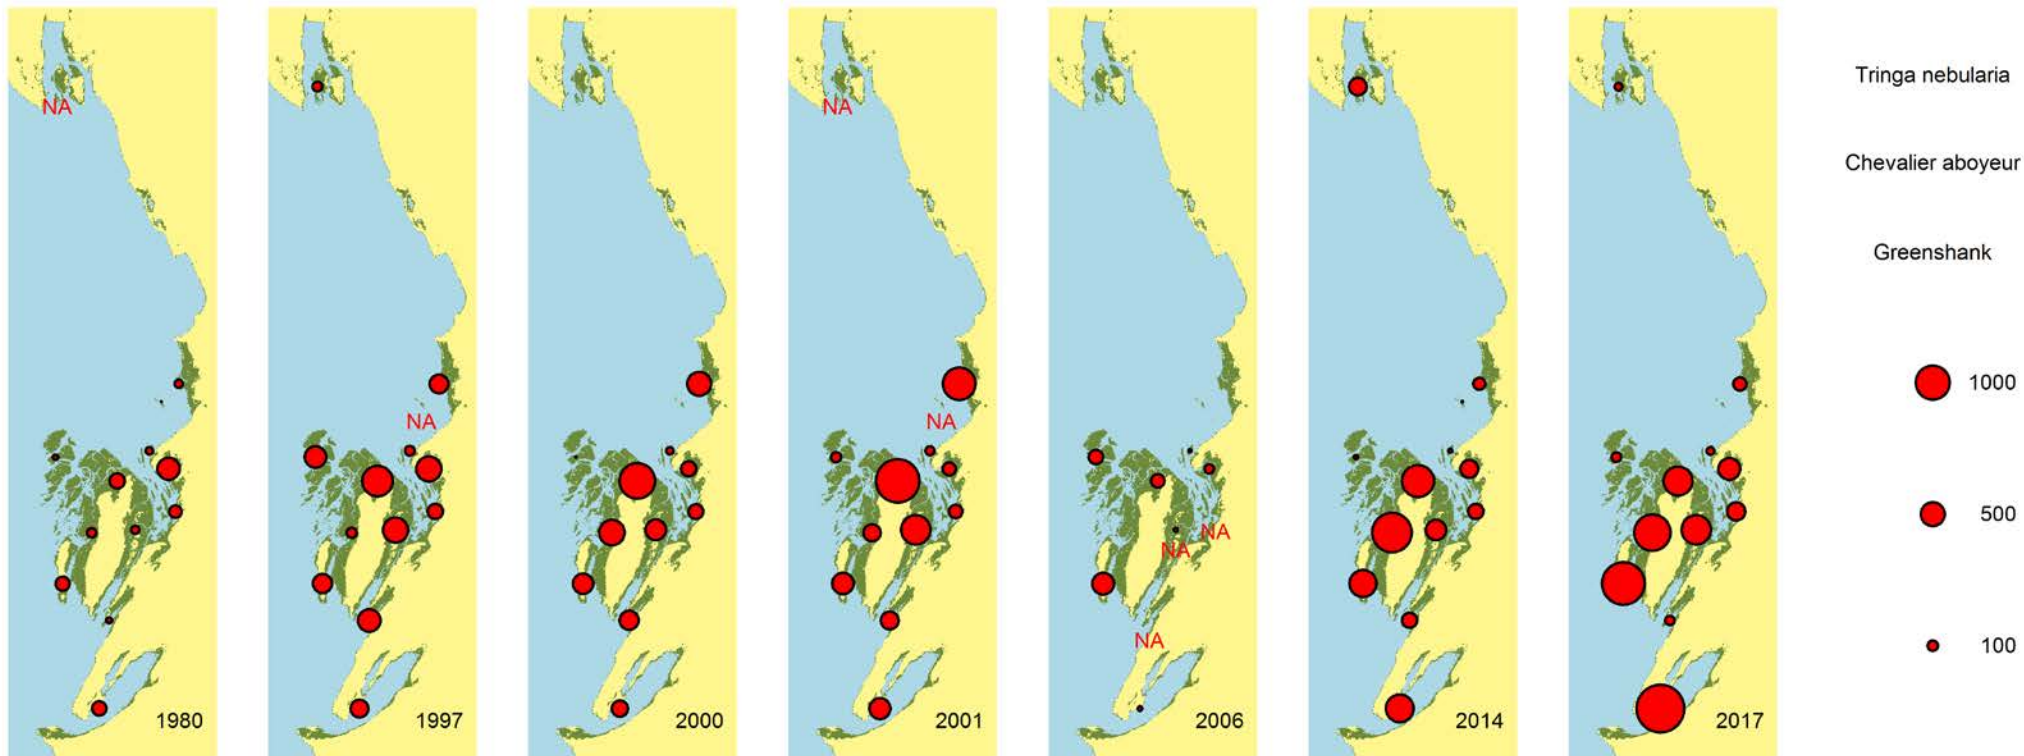 Tringa nebularia
Chevalier aboyeur
Greenshank
1000
500
100
NA
1980
NA
1997
2000
NA
NA
2001
NA
NA
NA
2006
2014
2017